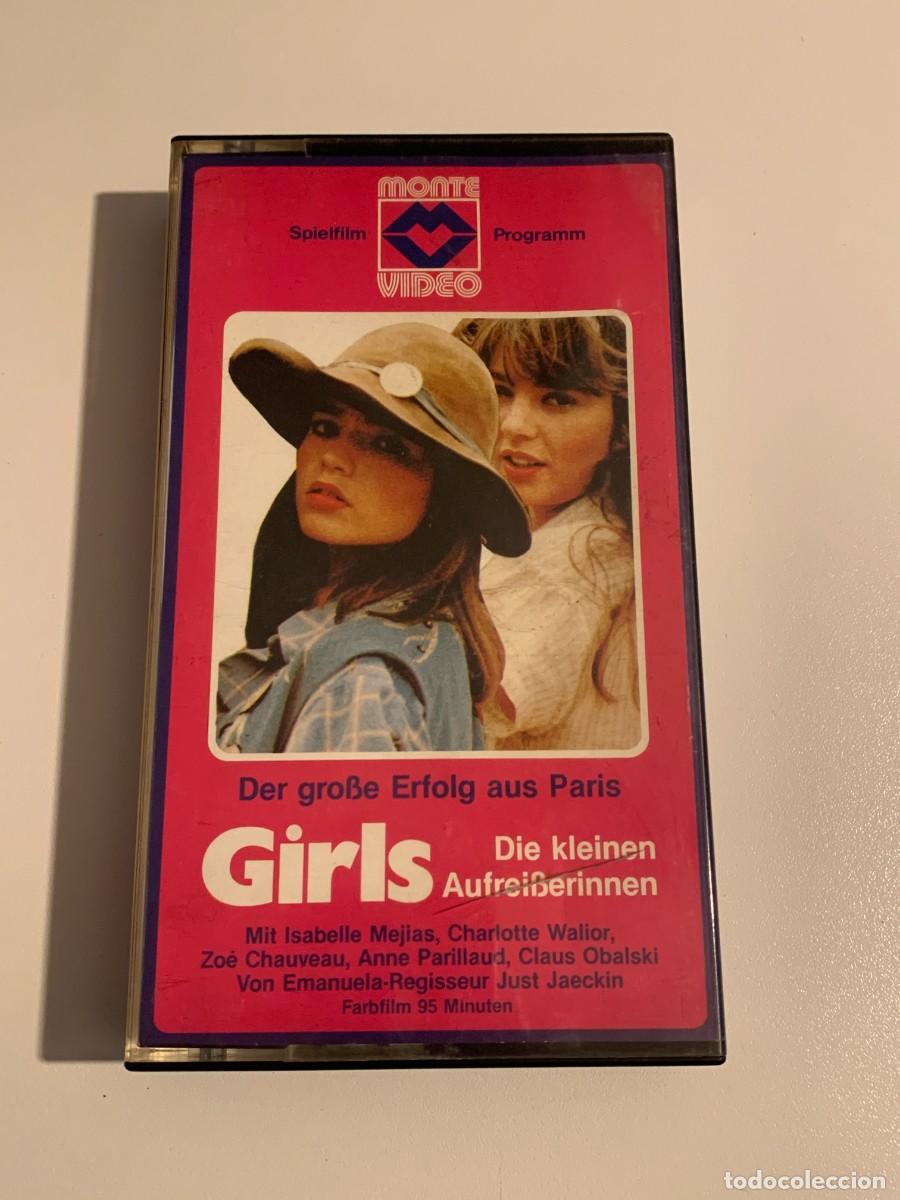 MONTE
Spielfilm Programm
VIDEO
Der große Erfolg aus Paris
Girls Die kleinen
Aufreißerinnen
Mit Isabelle Mejias, Charlotte Walior,
Zoé Chauveau, Anne Parillaud, Claus Obalski
Von Emanuela-Regisseur Just Jaeckin
Farbfilm 95 Minuten
todocoleccion